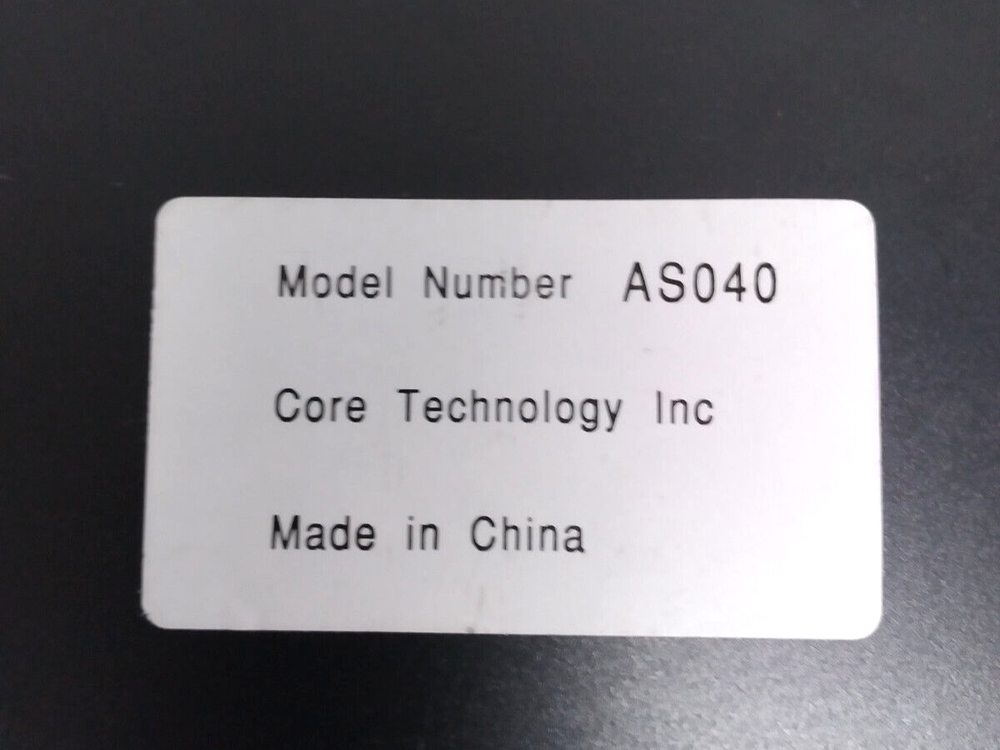 Model Number AS040
Core Technology Inc
Made in China